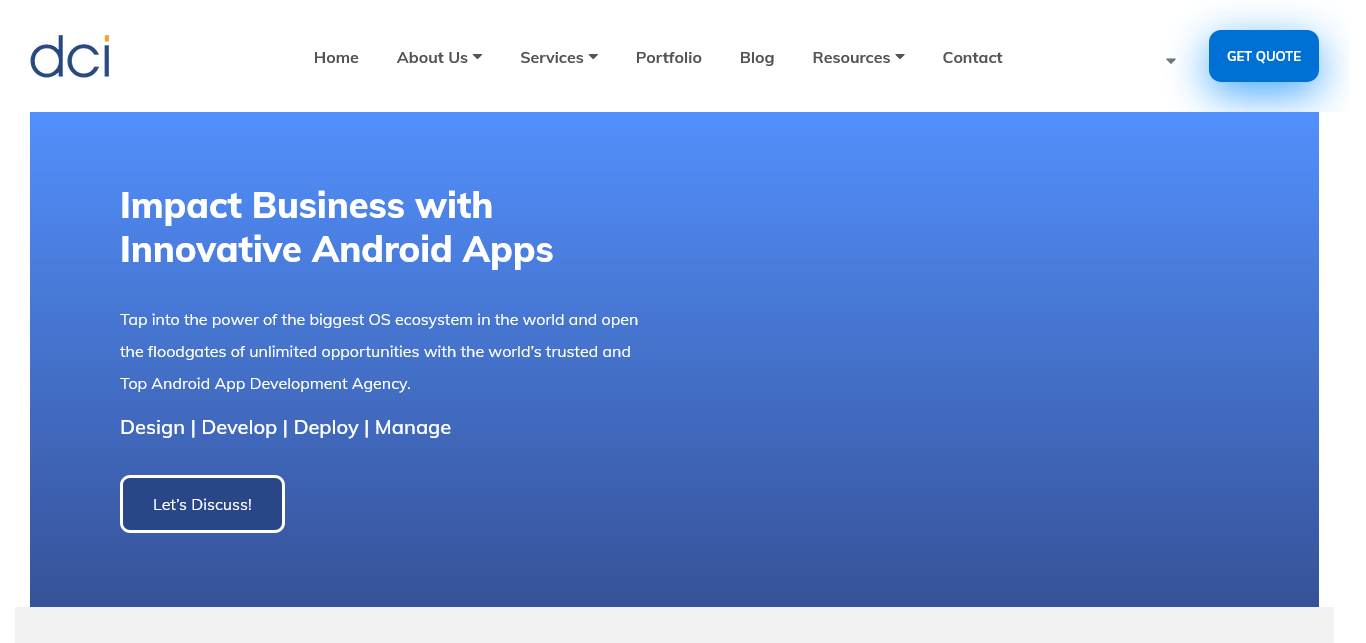 dci
Home About Us Services Portfolio Blog Resources Contact GET QUOTE
Impact Business with
Innovative Android Apps
Tap into the power of the biggest OS ecosystem in the world and open
the floodgates of unlimited opportunities with the world’s trusted and
Top Android App Development Agency.
Design | Develop | Deploy | Manage
Let’s Discuss!